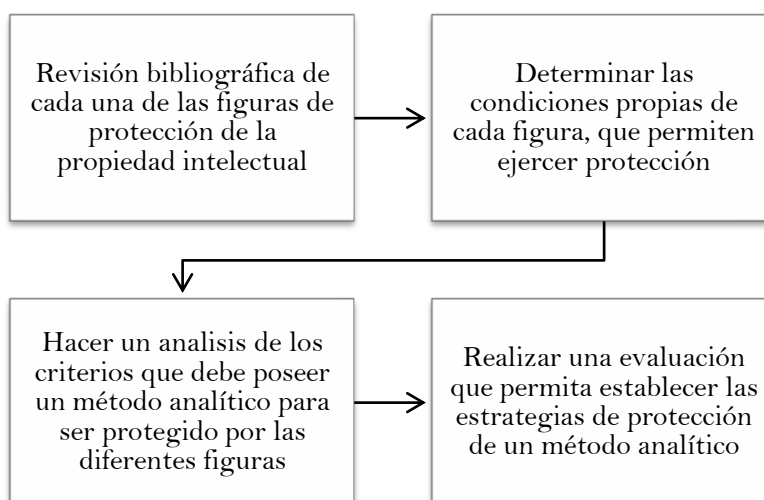 Revisión bibliográfica de
cada una de las figuras de
protección de la
propiedad intelectual
Determinar las
condiciones propias de
cada figura, que permiten
ejercer protección
Hacer un analisis de los
criterios que debe poseer
un método analítico para
ser protegido por las
diferentes figuras
Realizar una evaluación
que permita establecer las
estrategias de protección
de un método analítico